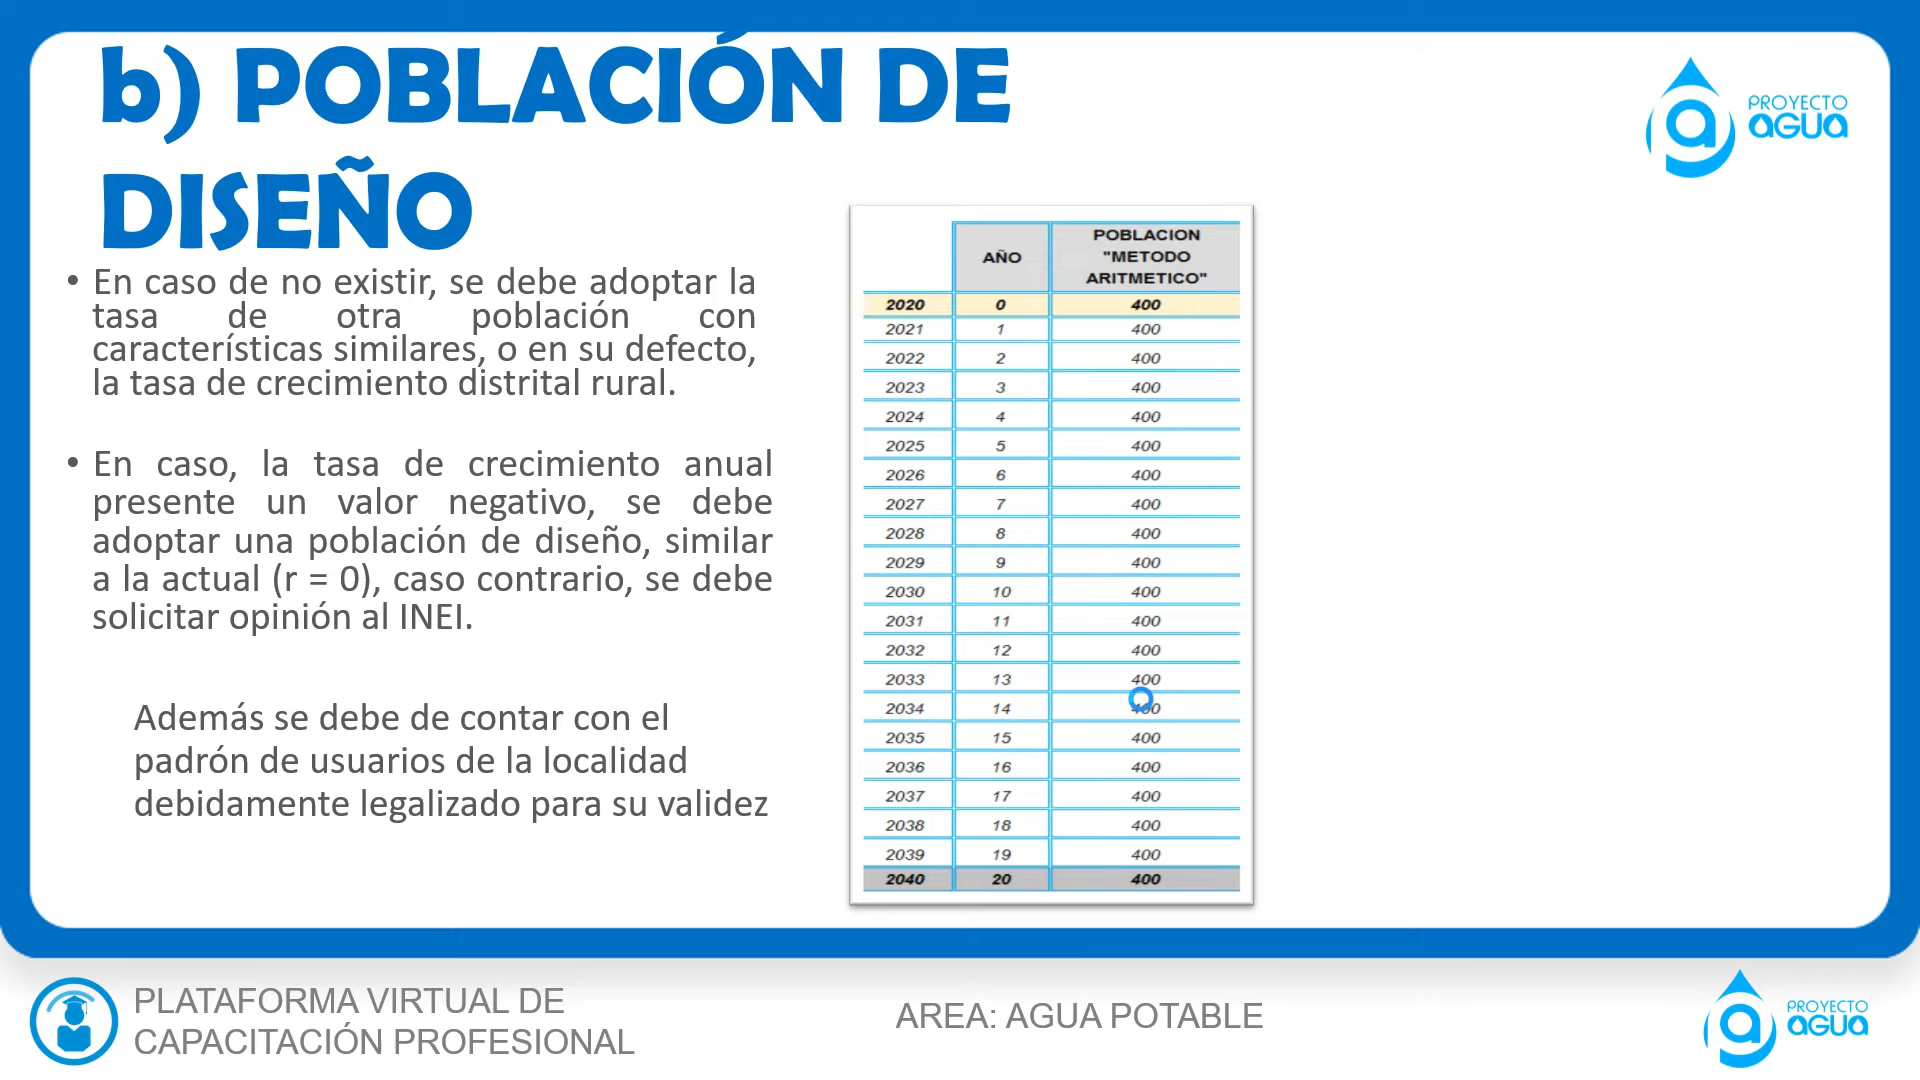 b) POBLACIÓN DE
DISEÑO
PROYECTO
AGUA
• En caso de no existir, se debe adoptar la
tasa de otra población con
características similares, o en su defecto,
la tasa de crecimiento distrital rural.
• En caso, la tasa de crecimiento anual
presente un valor negativo, se debe
adoptar una población de diseño, similar
a la actual (r = 0), caso contrario, se debe
solicitar opinión al INEI.
Además se debe de contar con el
padrón de usuarios de la localidad
debidamente legalizado para su validez
AÑO POBLACION
"METODO
ARITMETICO"
2020 0 400
2021 1 400
2022 2 400
2023 3 400
2024 4 400
2025 5 400
2026 6 400
2027 7 400
2028 8 400
2029 9 400
2030 10 400
2031 11 400
2032 12 400
2033 13 400
2034 14 400
2035 15 400
2036 16 400
2037 17 400
2038 18 400
2039 19 400
2040 20 400
PLATAFORMA VIRTUAL DE
CAPACITACIÓN PROFESIONAL
AREA: AGUA POTABLE
PROYECTO
AGUA